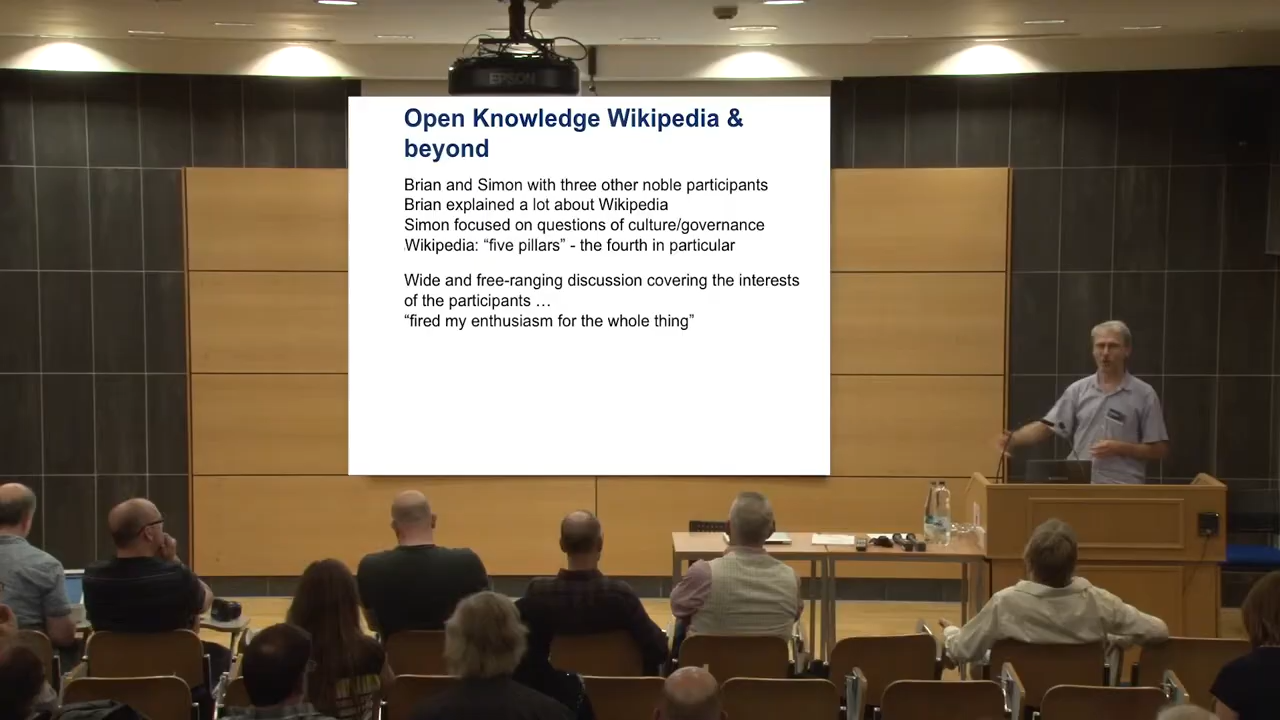 EPSON
Open Knowledge Wikipedia &
beyond
Brian and Simon with three other noble participants
Brian explained a lot about Wikipedia
Simon focused on questions of culture/governance
Wikipedia: “five pillars” - the fourth in particular
Wide and free-ranging discussion covering the interests
of the participants …
“fired my enthusiasm for the whole thing”